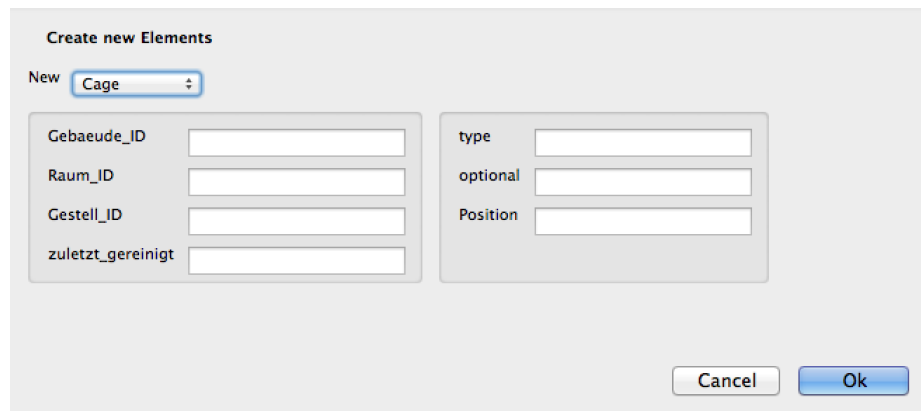 Create new Elements
New Cage
Gebaeude_ID
Raum_ID
Gestell_ID
zuletzt_gereinigt
type
optional
Position
Cancel Ok